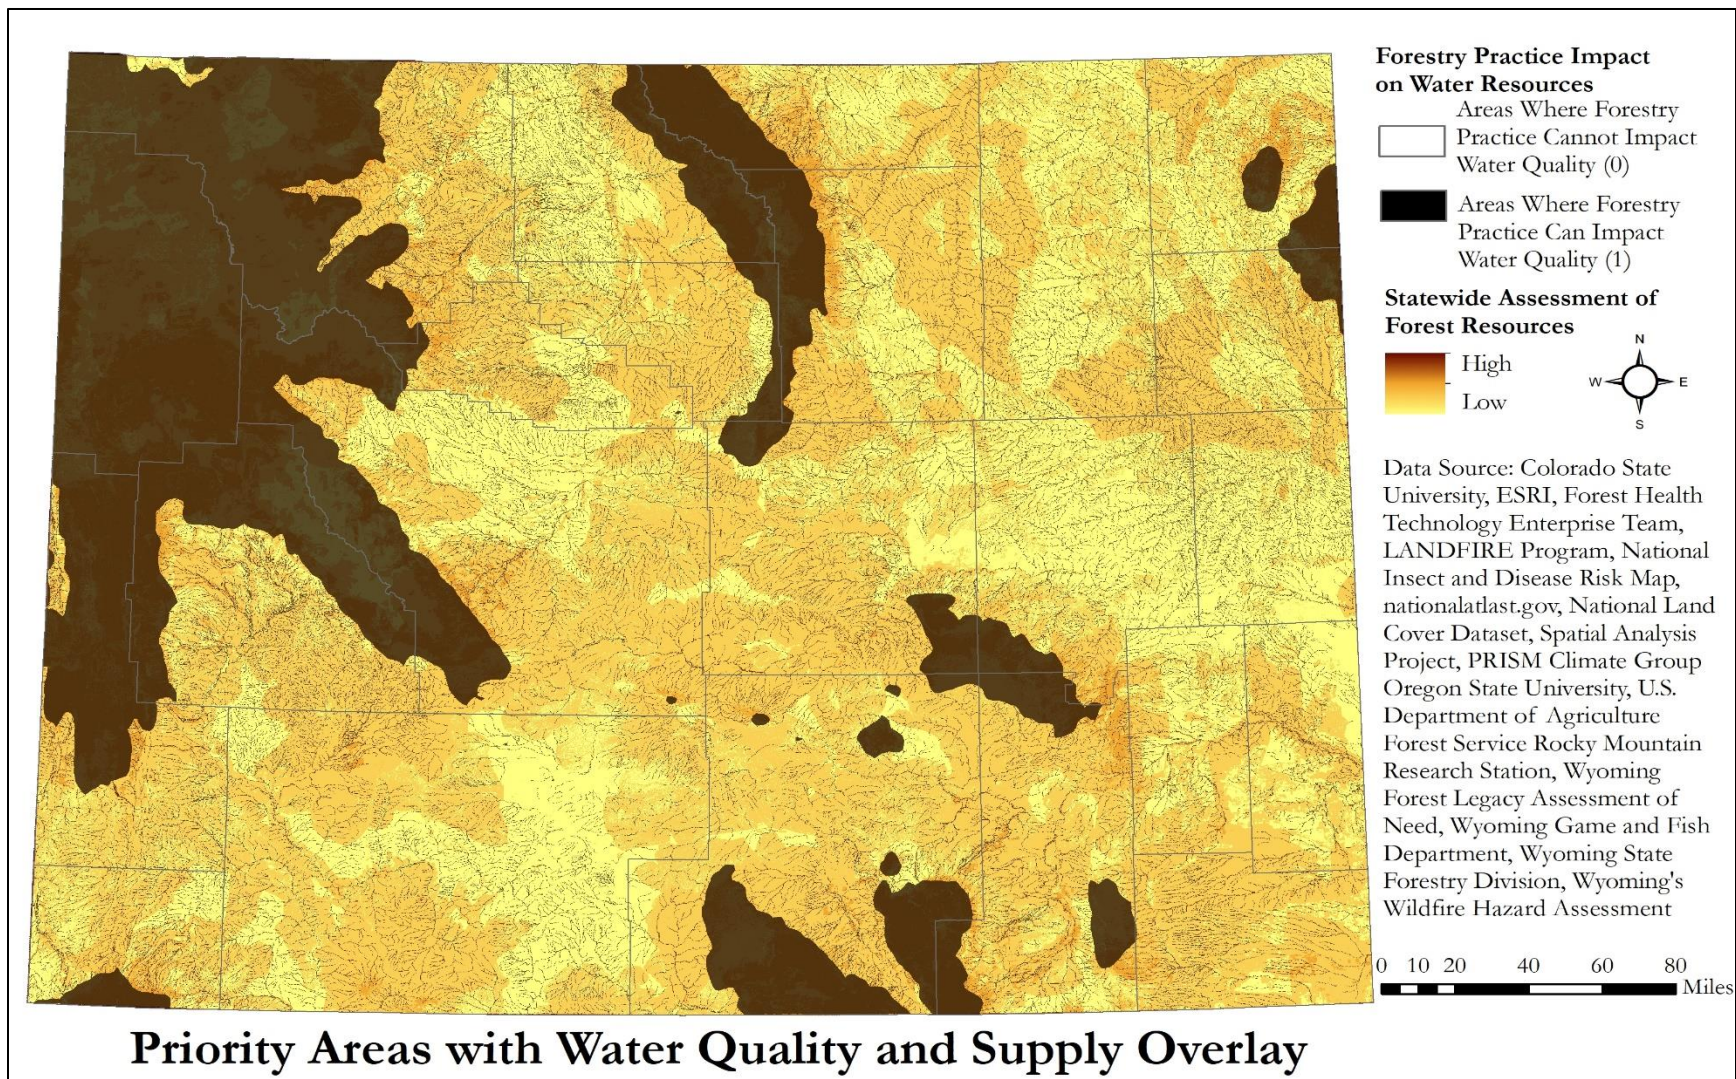 Forestry Practice Impact
on Water Resources
Areas Where Forestry
Practice Cannot Impact
Water Quality (0)
Areas Where Forestry
Practice Can Impact
Water Quality (1)
Statewide Assessment of
Forest Resources
High
Low
N
W E
S
Data Source: Colorado State
University, ESRI, Forest Health
Technology Enterprise Team,
LANDFIRE Program, National
Insect and Disease Risk Map,
nationalatlast.gov, National Land
Cover Dataset, Spatial Analysis
Project, PRISM Climate Group
Oregon State University, U.S.
Department of Agriculture
Forest Service Rocky Mountain
Research Station, Wyoming
Forest Legacy Assessment of
Need, Wyoming Game and Fish
Department, Wyoming State
Forestry Division, Wyoming's
Wildfire Hazard Assessment
0 10 20 40 60 80
Miles
Priority Areas with Water Quality and Supply Overlay